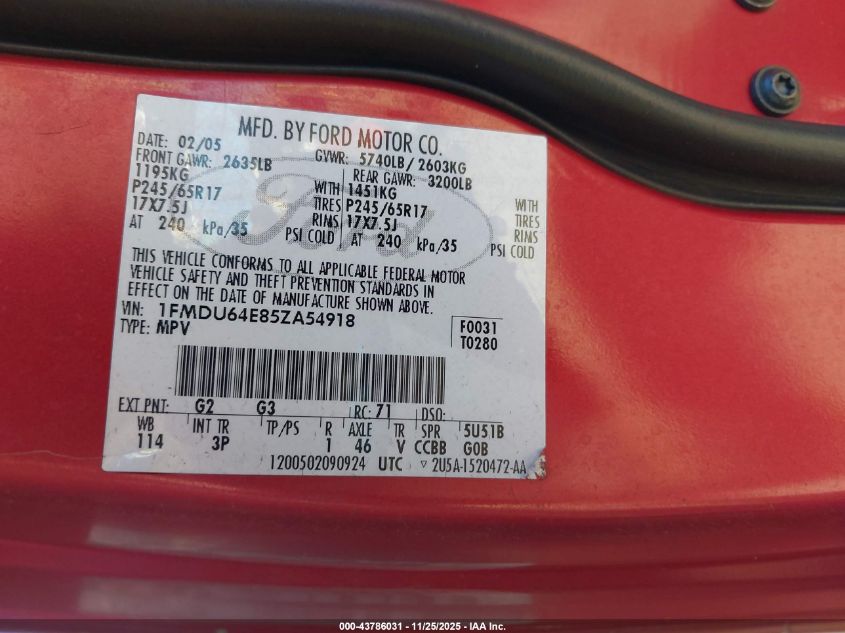 MFD. BY FORD MOTOR CO.
DATE: 02/05 GVWR: 5740LB/ 2603KG
FRONT GAWR: 2635LB REAR GAWR: 3200LB
1195KG WITH 1451KG WITH
P245/65R17 TIRES P245/65R17 TIRES
17X7.5J RIMS 17X7.5J RIMS
AT 240 kPa/35 PSI COLD AT 240 kPa/35 PSI COLD
Ford
THIS VEHICLE CONFORMS TO ALL APPLICABLE FEDERAL MOTOR
VEHICLE SAFETY AND THEFT PREVENTION STANDARDS IN
EFFECT ON THE DATE OF MANUFACTURE SHOWN ABOVE.
VIN: 1FMDU64E85ZA54918 F0031
TYPE: MPV T0280
EXT PNT: G2 G3 RC: 71 DSO:
WB INT TR TP/PS R AXLE TR SPR 5U51B
114 3P 1 46 V CCBB GOB
1200502090924 UTC ▽ 2U5A-1520472-AA
000-43786031 - 11/25/2025 - IAA Inc.